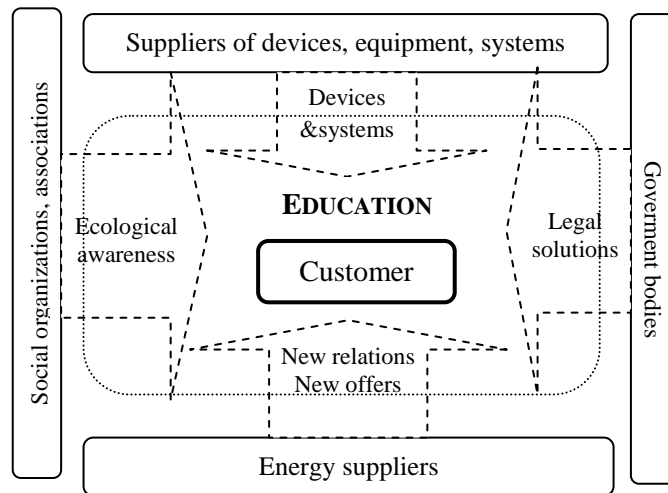 Suppliers of devices, equipment, systems
Social organizations, associations
Goverment bodies
Devices
&systems
EDUCATION
Ecological
awareness
Legal
solutions
Customer
New relations
New offers
Energy suppliers